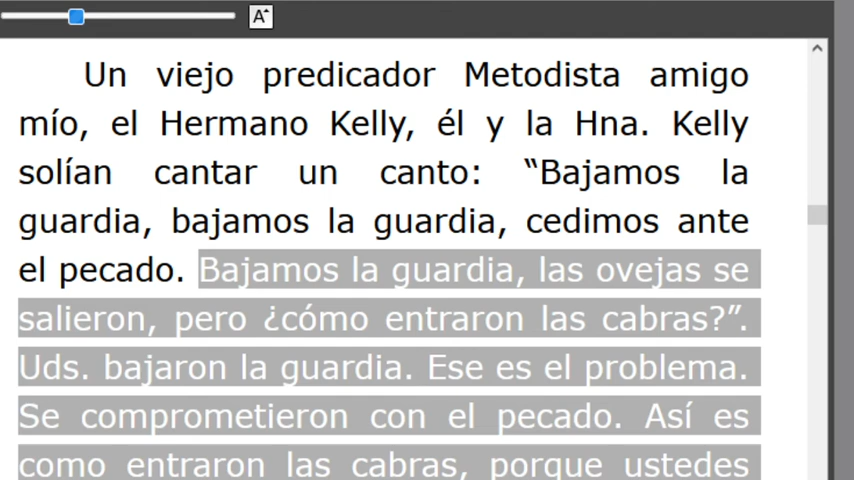 A
Un viejo predicador Metodista amigo
mío, el Hermano Kelly, él y la Hna. Kelly
solían cantar un canto: “Bajamos la
guardia, bajamos la guardia, cedimos ante
el pecado. Bajamos la guardia, las ovejas se
salieron, pero ¿cómo entraron las cabras?”.
Uds. bajaron la guardia. Ese es el problema.
Se comprometieron con el pecado. Así es
como entraron las cabras, porque ustedes